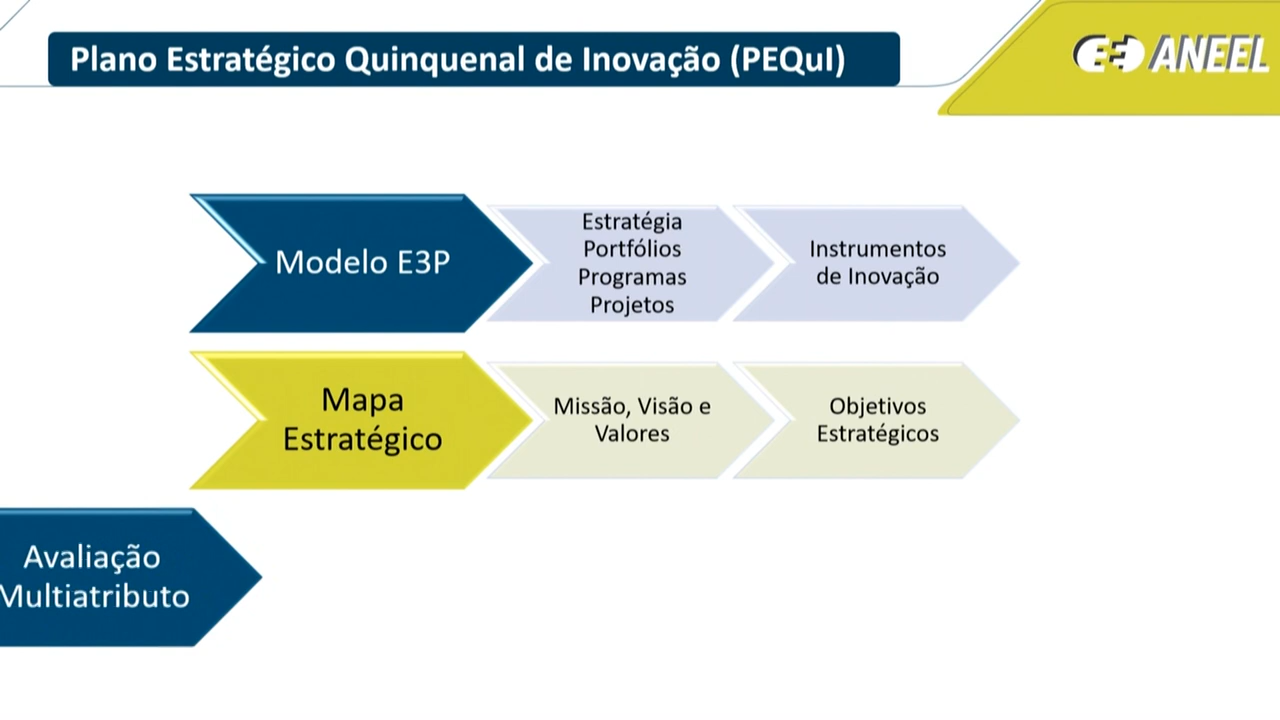 Plano Estratégico Quinquenal de Inovação (PEQuI)
ANEEL
Modelo E3P
Estratégia
Portfólios
Programas
Projetos
Instrumentos
de Inovação
Mapa
Estratégico
Missão, Visão e
Valores
Objetivos
Estratégicos
Avaliação
Multiatributo